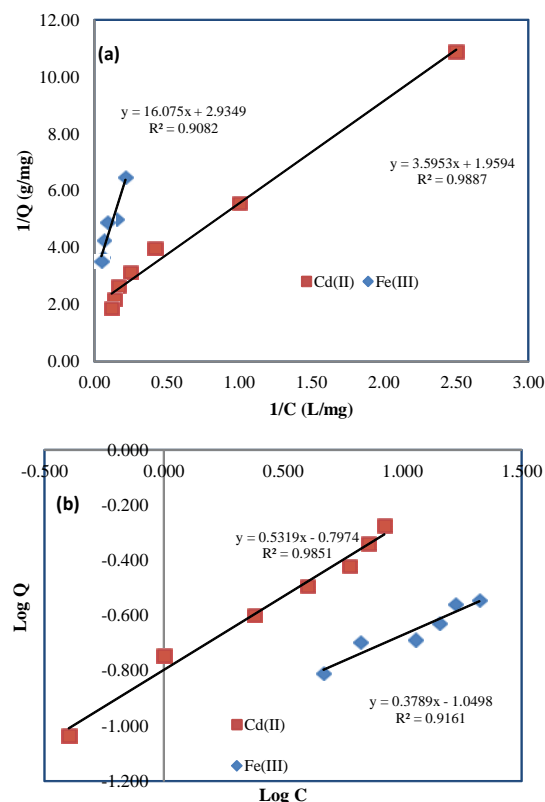 12.00
(a)
10.00
y = 16.075x + 2.9349
R² = 0.9082
8.00
y = 3.5953x + 1.9594
R² = 0.9887
6.00
1/Q (g/mg)
4.00
Cd(II) Fe(III)
2.00
0.00
0.00 0.50 1.00 1.50 2.00 2.50 3.00
1/C (L/mg)
0.000
-0.500 0.000 0.500 1.000 1.500
(b)
-0.200
y = 0.5319x - 0.7974
R² = 0.9851
-0.400
Log Q
-0.600
-0.800
y = 0.3789x - 1.0498
R² = 0.9161
-1.000
Cd(II)
Fe(III)
-1.200
Log C